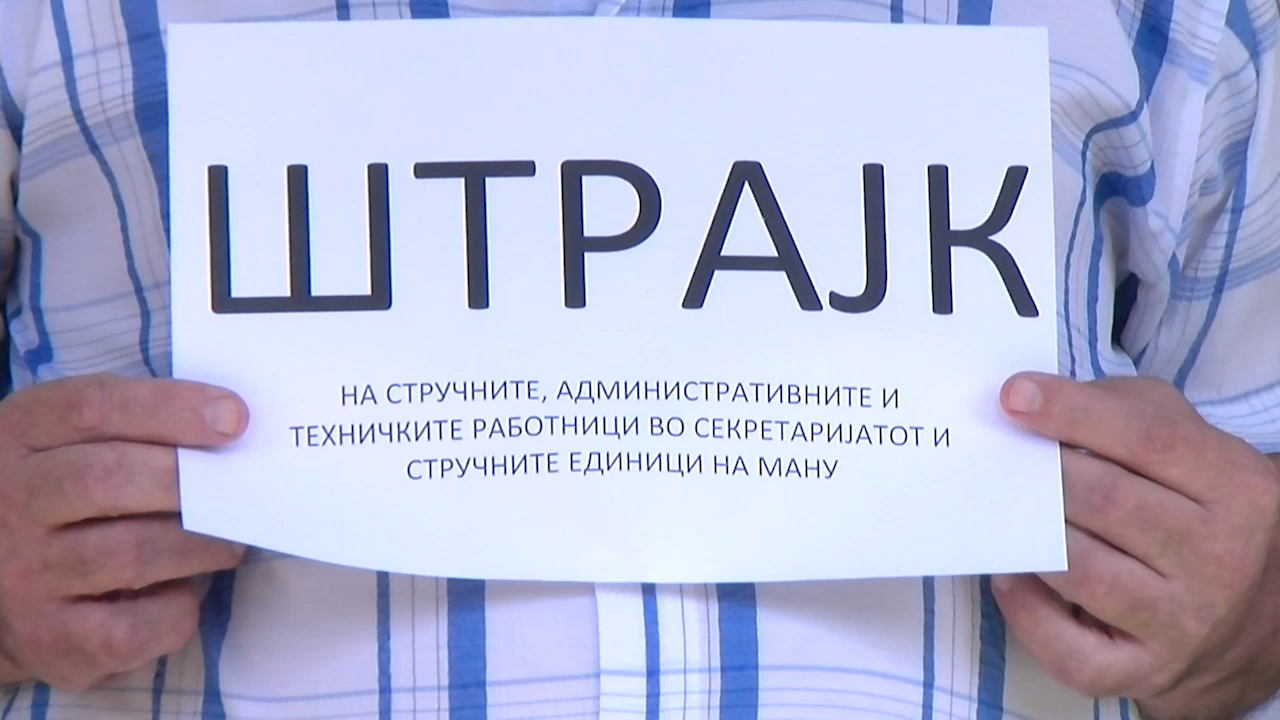 ШТРАЈК
НА СТРУЧНИТЕ, АДМИНИСТРАТИВНИТЕ И
ТЕХНИЧКИТЕ РАБОТНИЦИ ВО СЕКРЕТАРИЈАТОТ И
СТРУЧНИТЕ ЕДИНИЦИ НА МАНУ